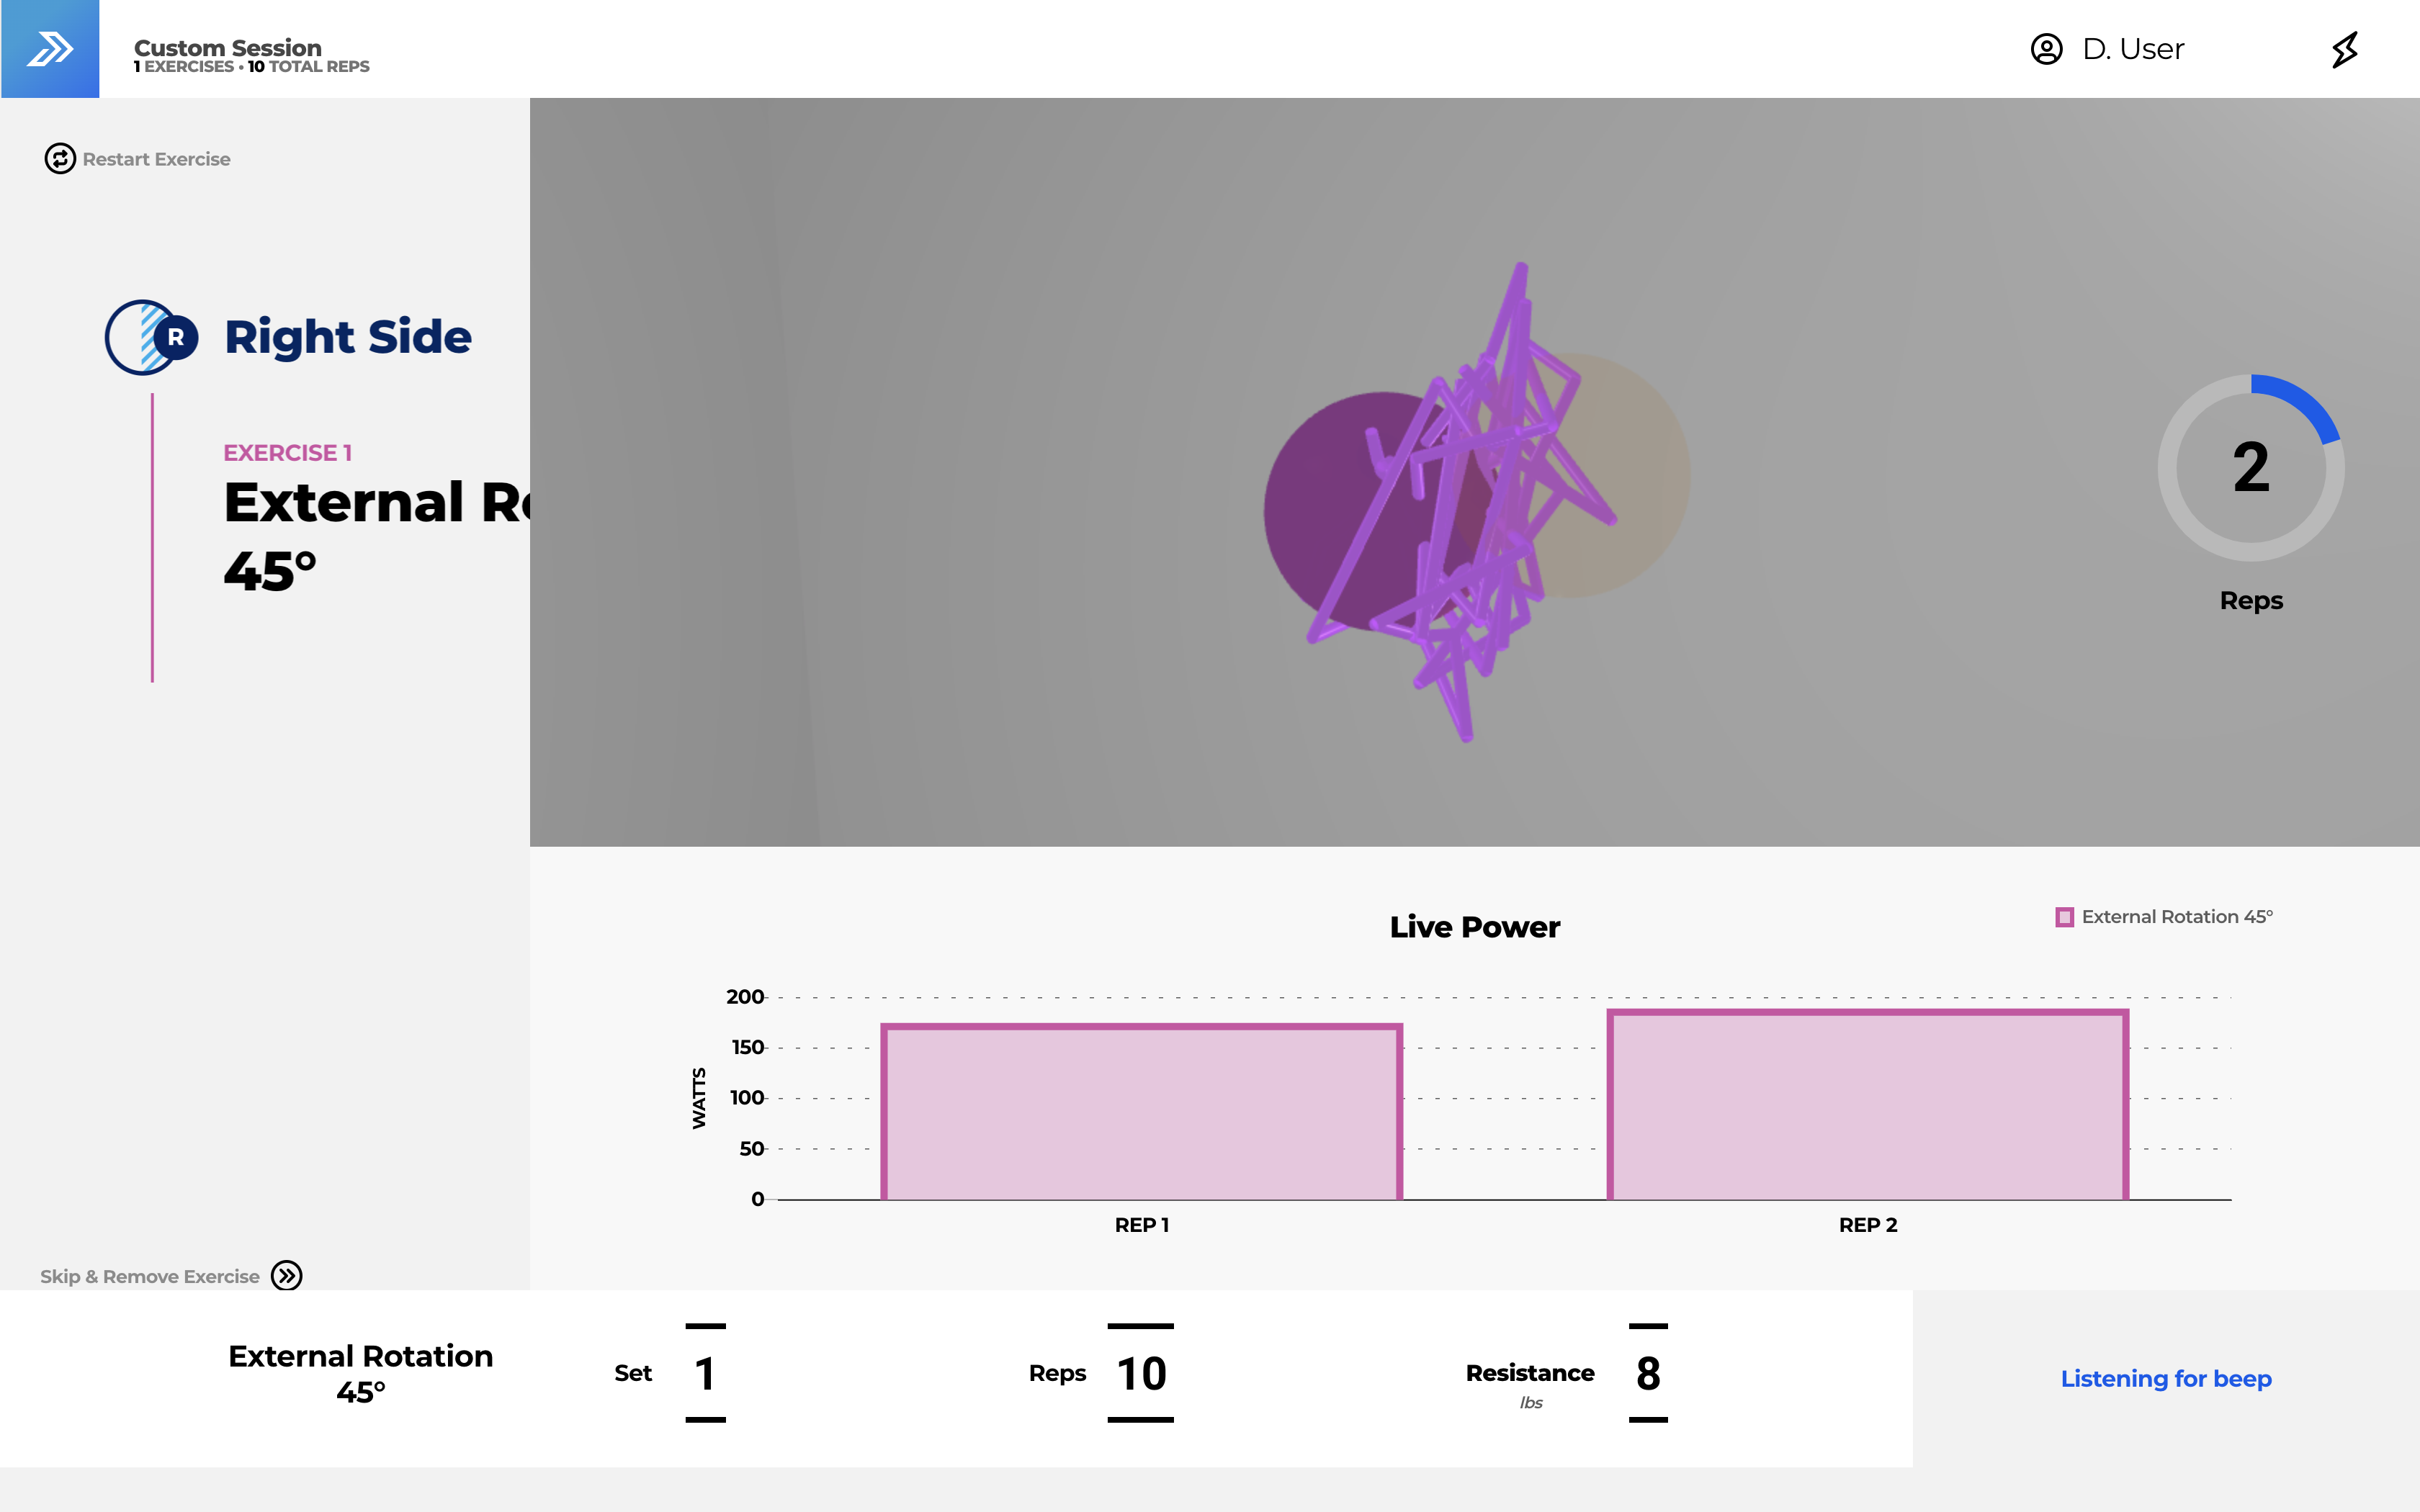 Custom Session
1 EXERCISES • 10 TOTAL REPS
D. User
Restart Exercise
R
Right Side
EXERCISE 1
External R
45°
2
Reps
Live Power
External Rotation 45°
WATTS
200
150
100
50
0
REP 1
REP 2
Skip & Remove Exercise
External Rotation
45°
Set
1
Reps
10
Resistance
lbs
8
Listening for beep